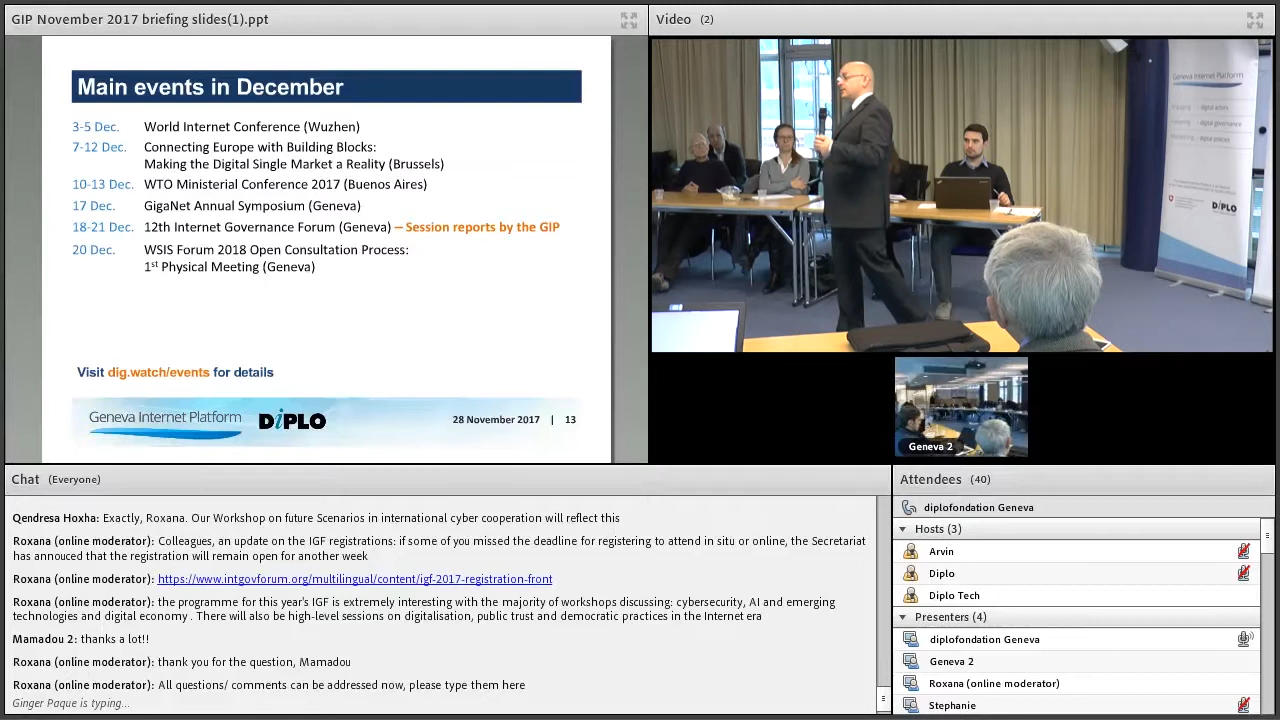 GIP November 2017 briefing slides(1).ppt
Main events in December
3-5 Dec. World Internet Conference (Wuzhen)
7-12 Dec. Connecting Europe with Building Blocks:
Making the Digital Single Market a Reality (Brussels)
10-13 Dec. WTO Ministerial Conference 2017 (Buenos Aires)
17 Dec. GigaNet Annual Symposium (Geneva)
18-21 Dec. 12th Internet Governance Forum (Geneva) – Session reports by the GIP
20 Dec. WSIS Forum 2018 Open Consultation Process:
1st Physical Meeting (Geneva)
Visit dig.watch/events for details
Geneva Internet Platform DiPLO 28 November 2017 | 13
Video (2)
Geneva Internet Platform
digital actors
digital governance
digital policies
DiPLO
Geneva 2
Chat (Everyone)
Qendresa Hoxha: Exactly, Roxana. Our Workshop on future Scenarios in international cyber cooperation will reflect this
Roxana (online moderator): Colleagues, an update on the IGF registrations: if some of you missed the deadline for registering to attend in situ or online, the Secretariat
has annouced that the registration will remain open for another week
Roxana (online moderator): https://www.intgovforum.org/multilingual/content/igf-2017-registration-front
Roxana (online moderator): the programme for this year's IGF is extremely interesting with the majority of workshops discussing: cybersecurity, AI and emerging
technologies and digital economy . There will also be high-level sessions on digitalisation, public trust and democratic practices in the Internet era
Mamadou 2: thanks a lot!!
Roxana (online moderator): thank you for the question, Mamadou
Roxana (online moderator): All questions/ comments can be addressed now, please type them here
Ginger Paque is typing...
Attendees (40)
diplofondation Geneva
Hosts (3)
Arvin
Diplo
Diplo Tech
Presenters (4)
diplofondation Geneva
Geneva 2
Roxana (online moderator)
Stephanie